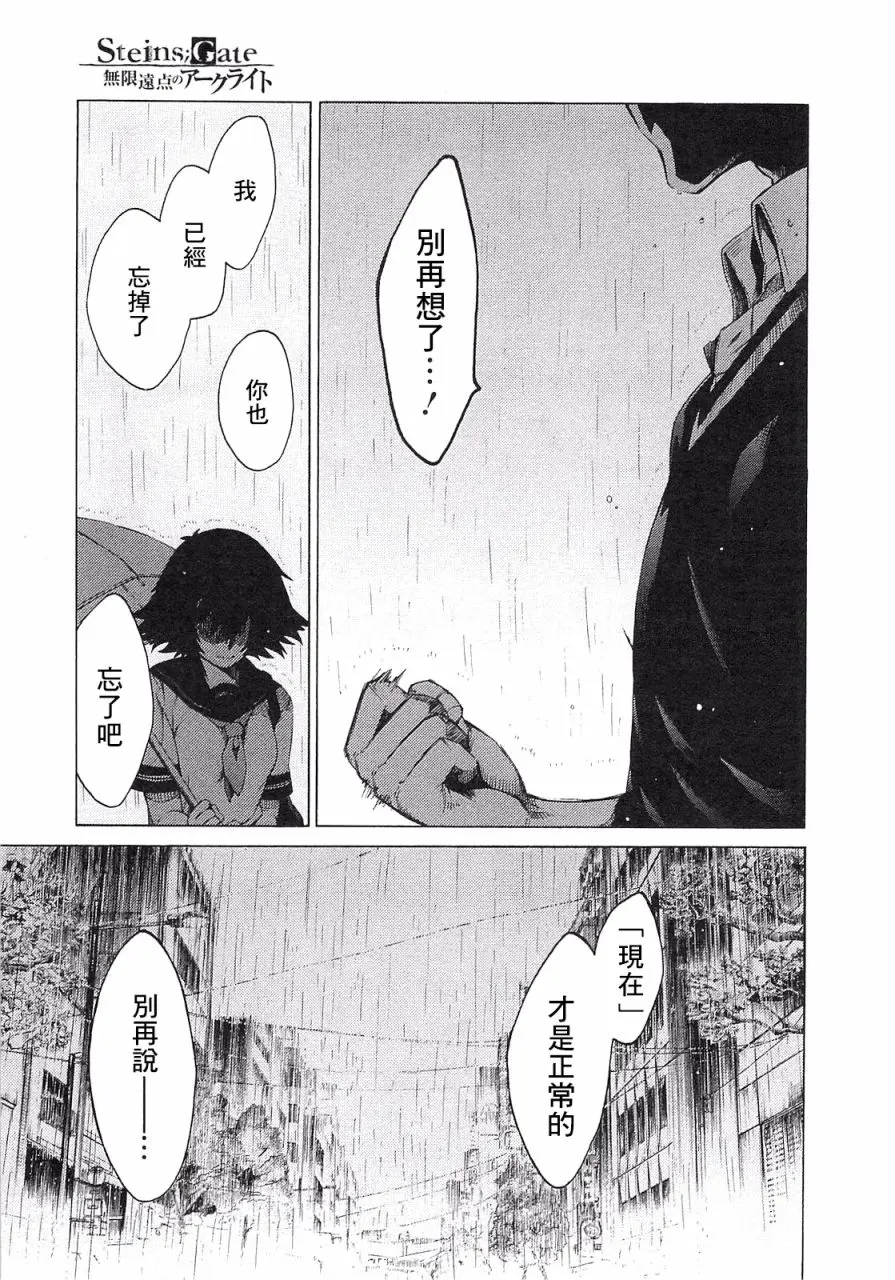 Steins;Gate
無限遠点のアークライト
別再想了…！
我
已經
忘掉了
你也
忘了吧
「現在」
才是正常的
別再說——…